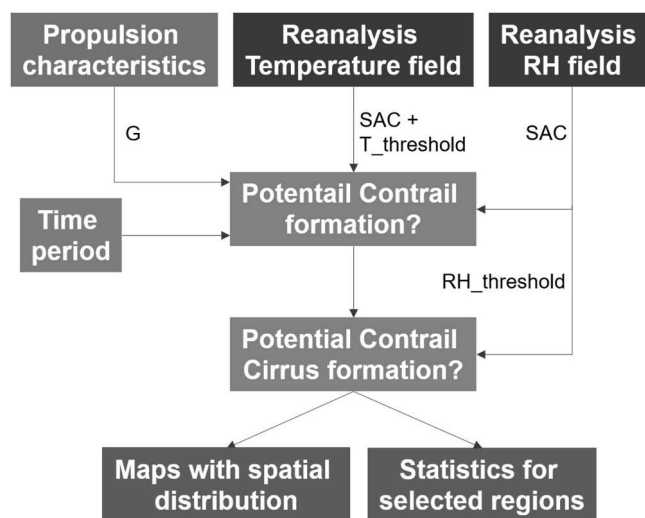 Propulsion
characteristics
Reanalysis
Temperature field
Reanalysis
RH field
G
SAC +
T_threshold
SAC
Potentail Contrail
formation?
Time
period
RH_threshold
Potential Contrail
Cirrus formation?
Maps with spatial
distribution
Statistics for
selected regions